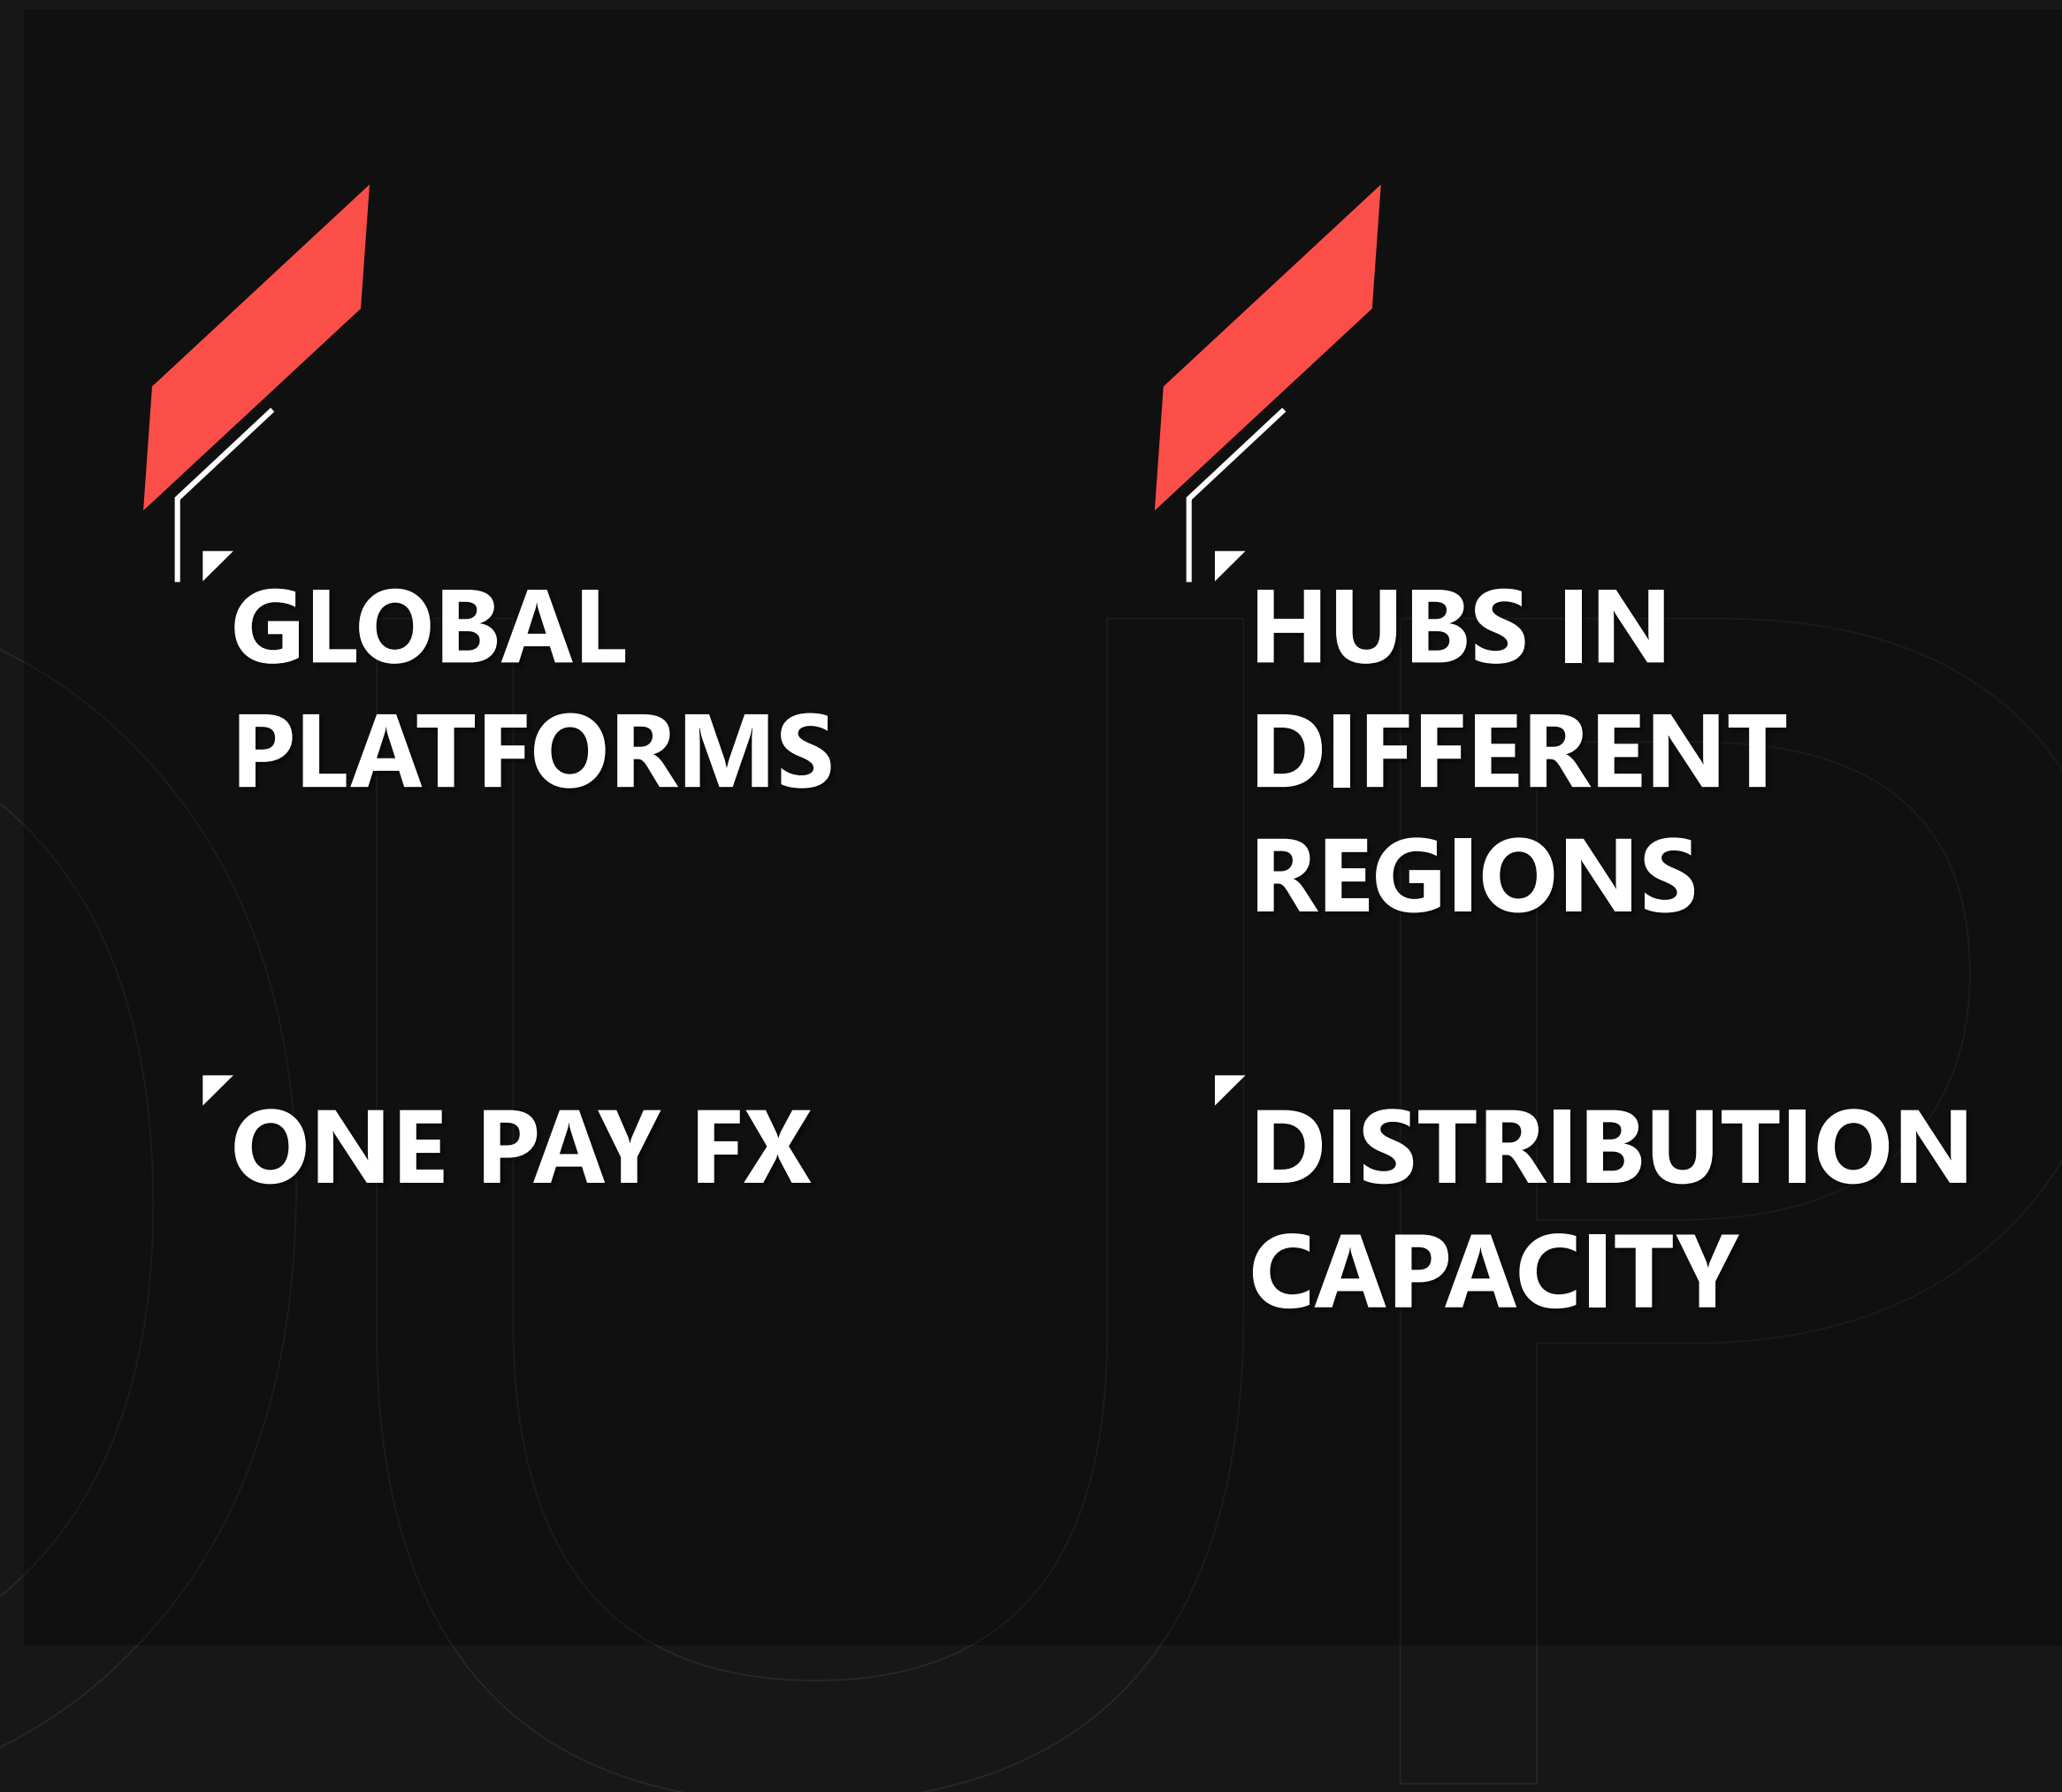 GLOBAL
PLATFORMS
ONE PAY FX
HUBS IN
DIFFERENT
REGIONS
DISTRIBUTION
CAPACITY